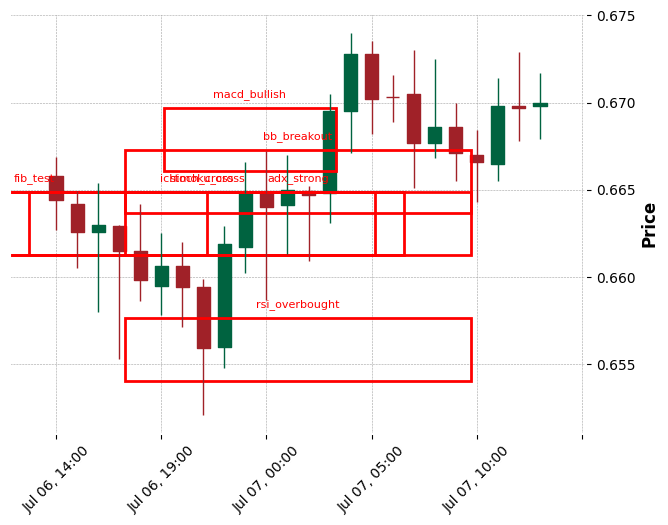 0.675
macd_bullish
0.670
bb_breakout
fib_test
stoch_cross
adx_strong
0.665
Price
0.660
rsi_overbought
0.655
Jul 06, 14:00
Jul 06, 19:00
Jul 07, 00:00
Jul 07, 05:00
Jul 07, 10:00